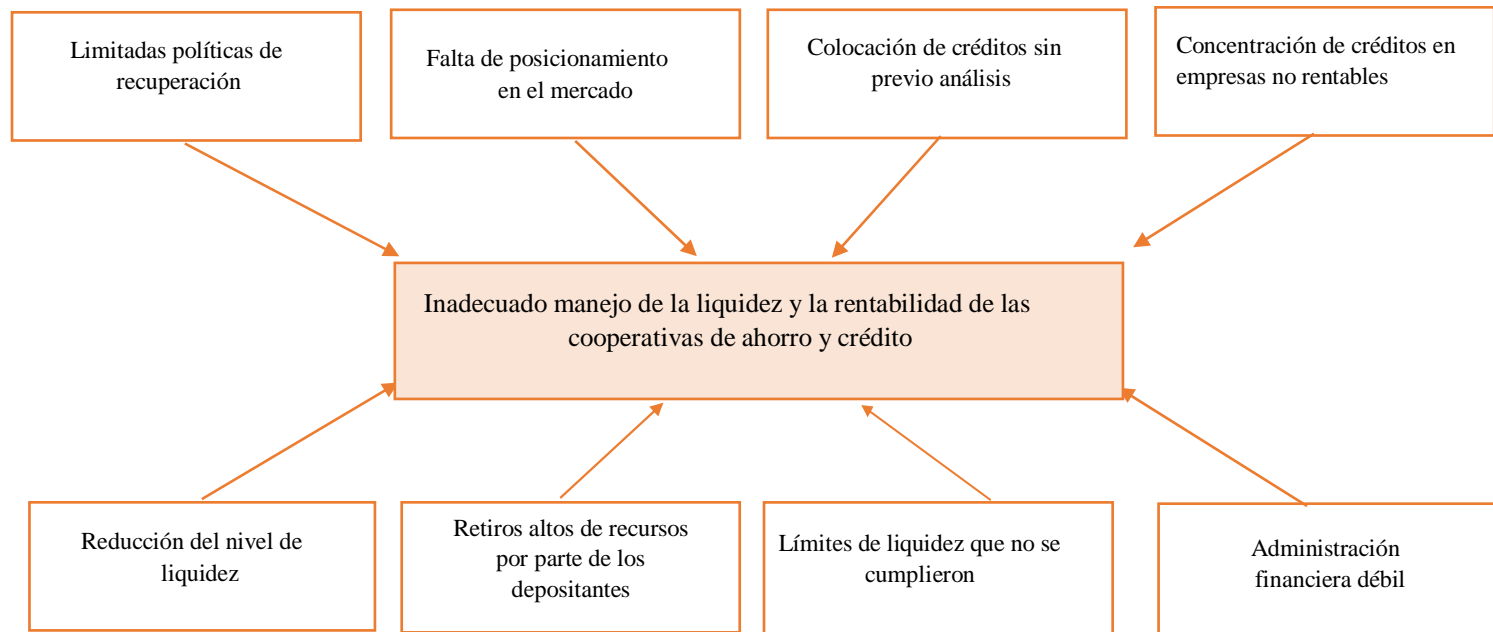 Limitadas políticas de
recuperación
Falta de posicionamiento
en el mercado
Colocación de créditos sin
previo análisis
Concentración de créditos en
empresas no rentables
Inadecuado manejo de la liquidez y la rentabilidad de las
cooperativas de ahorro y crédito
Reducción del nivel de
liquidez
Retiros altos de recursos
por parte de los
depositantes
Límites de liquidez que no se
cumplieron
Administración
financiera débil